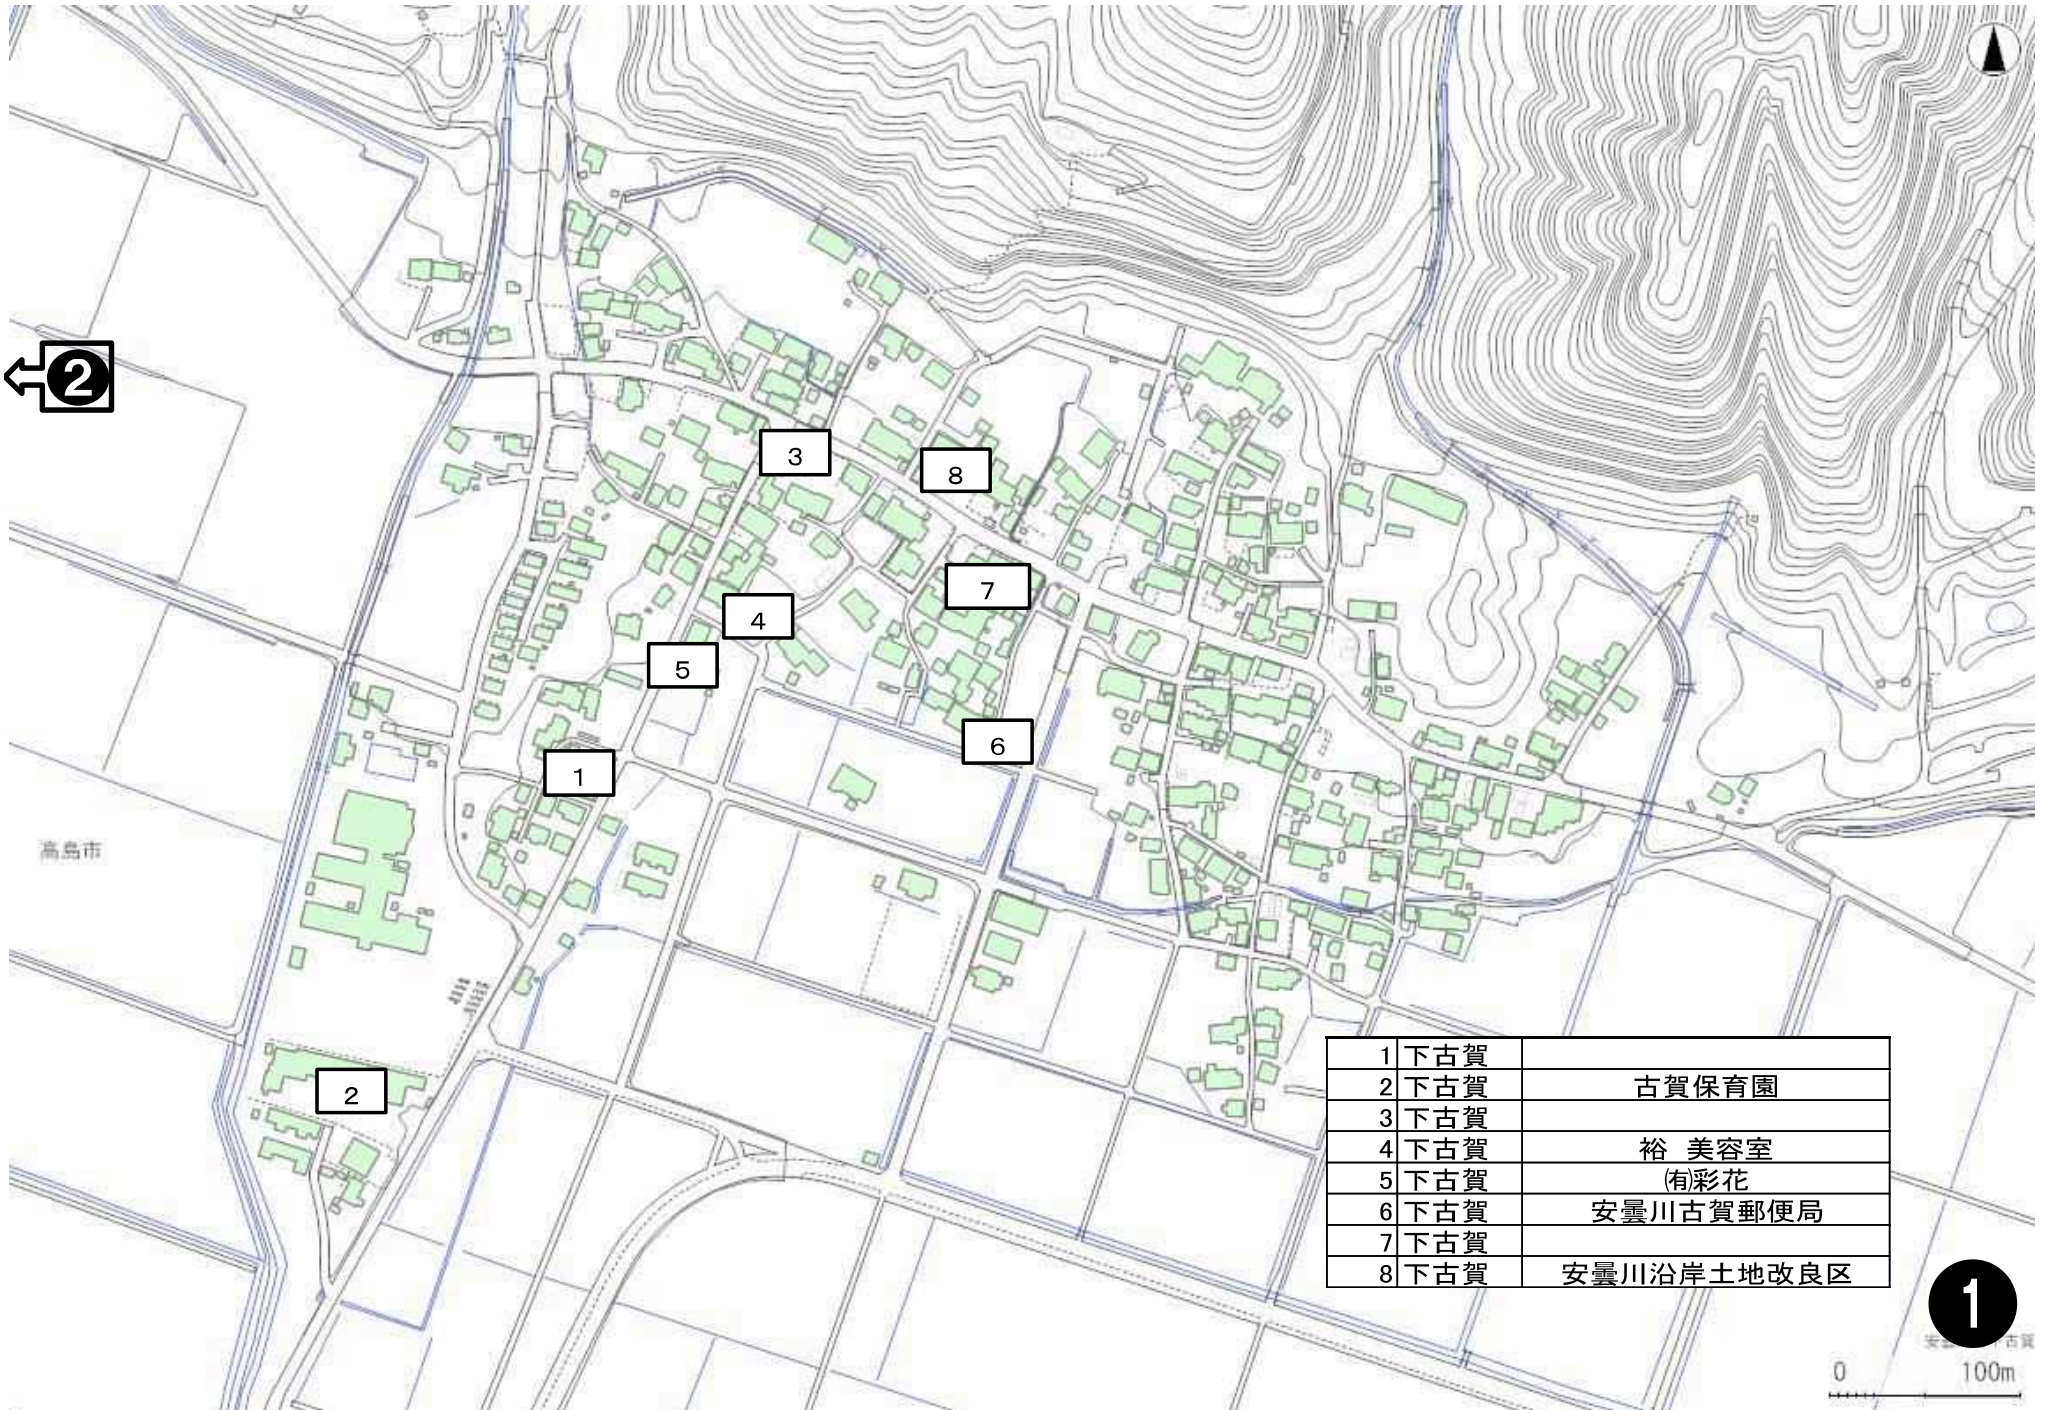 2
3
8
7
4
5
6
1
高島市
2
1 下古賀
2 下古賀 古賀保育園
3 下古賀
4 下古賀 裕 美容室
5 下古賀 ㈲彩花
6 下古賀 安曇川古賀郵便局
7 下古賀
8 下古賀 安曇川沿岸土地改良区
1
0 100m